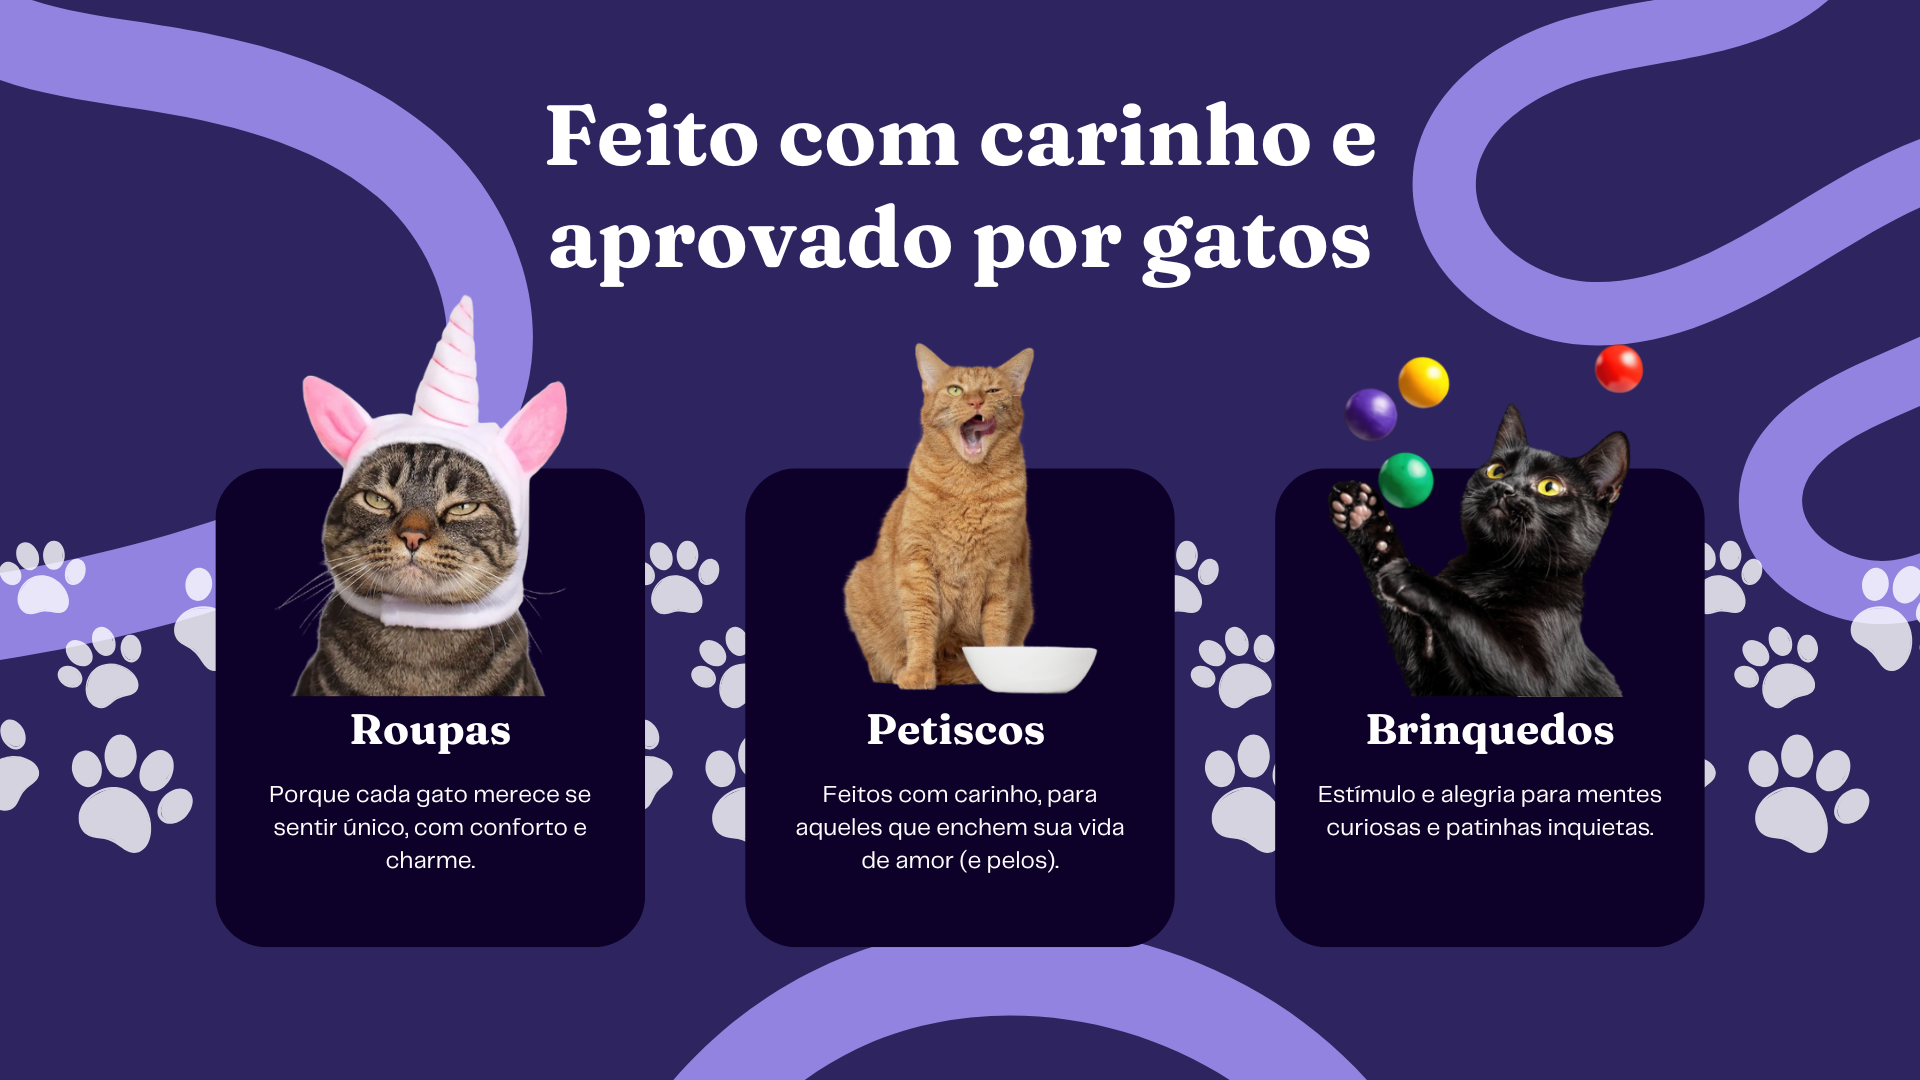 Feito com carinho e
aprovado por gatos
Roupas
Porque cada gato merece se
sentir único, com conforto e
charme.
Petiscos
Feitos com carinho, para
aqueles que enchem sua vida
de amor (e pelos).
Brinquedos
Estímulo e alegria para mentes
curiosas e patinhas inquietas.